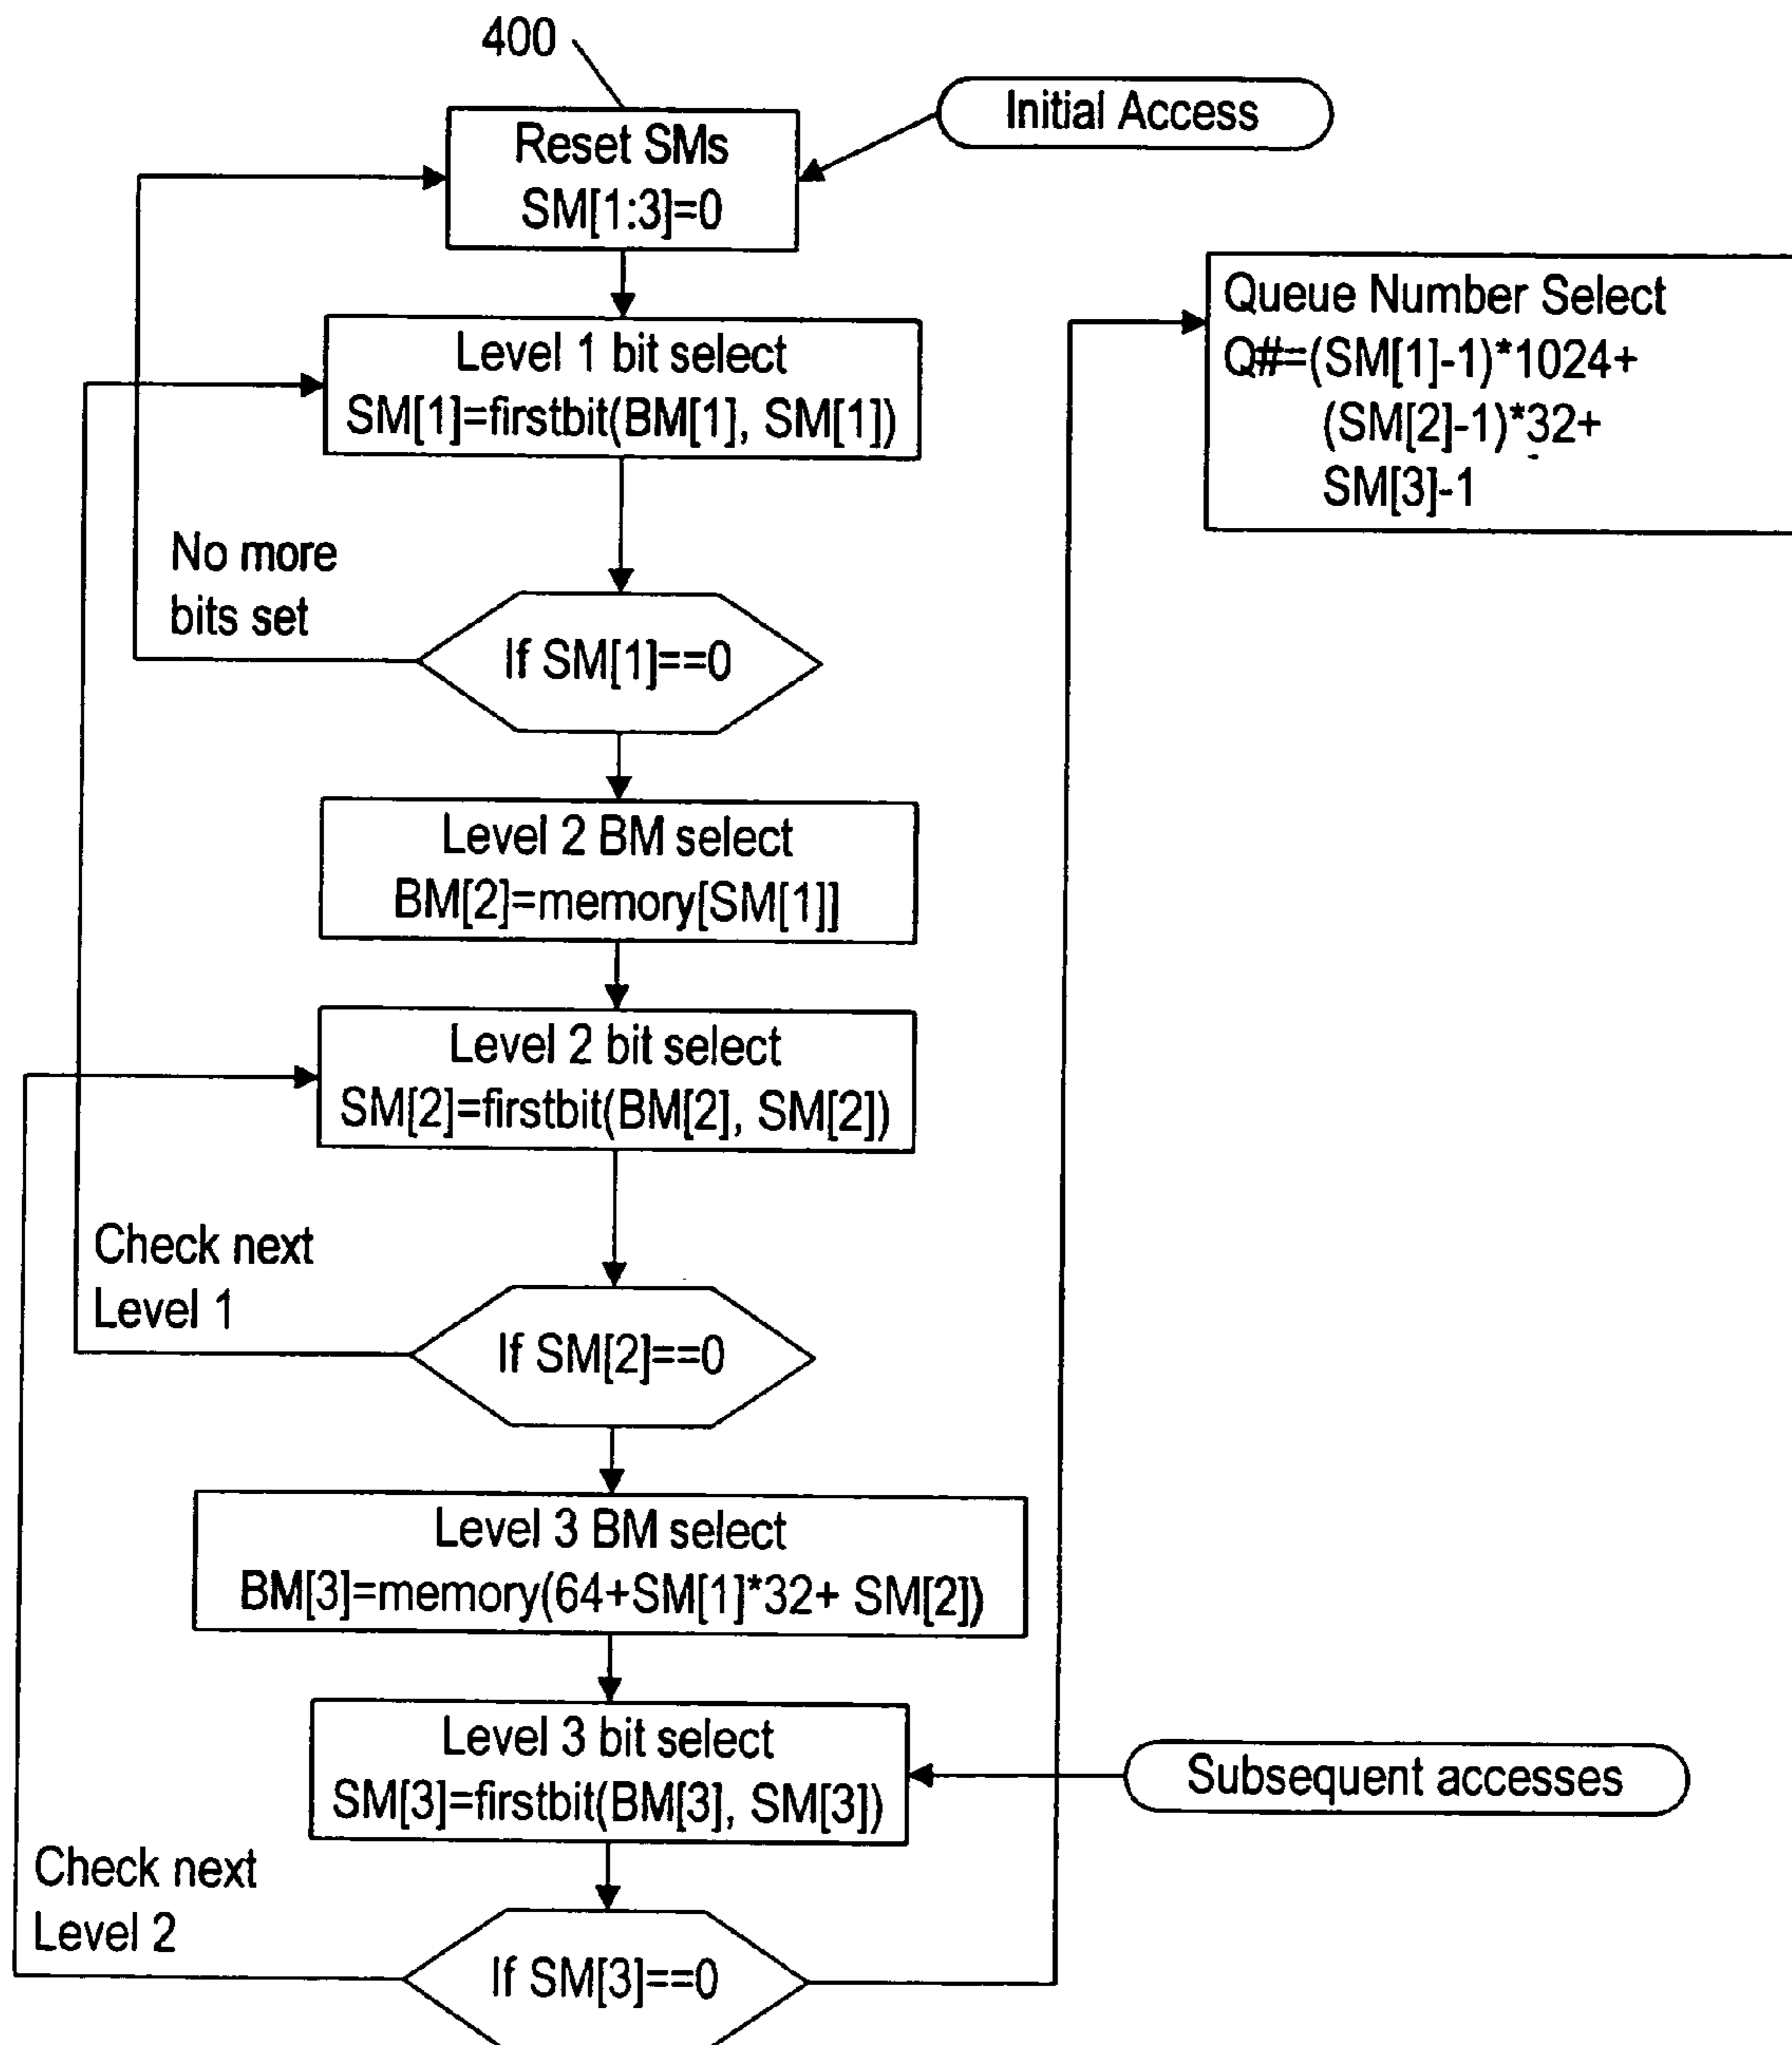 400
Initial Access
Reset SMs
SM[1:3]=0
Queue Number Select
Q#=(SM[1]-1)*1024+
(SM[2]-1)*32+
SM[3]-1
Level 1 bit select
SM[1]=firstbit(BM[1], SM[1])
No more
bits set
If SM[1]==0
Level 2 BM select
BM[2]=memory[SM[1]]
Level 2 bit select
SM[2]=firstbit(BM[2], SM[2])
Check next
Level 1
If SM[2]==0
Level 3 BM select
BM[3]=memory(64+SM[1]*32+ SM[2])
Level 3 bit select
SM[3]=firstbit(BM[3], SM[3])
Subsequent accesses
Check next
Level 2
If SM[3]==0